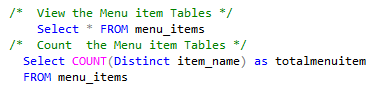 /*  View the Menu item Tables */
Select * FROM menu_items
/*  Count  the Menu item Tables */
Select COUNT(Distinct item_name) as totalmenuitem
FROM menu_items